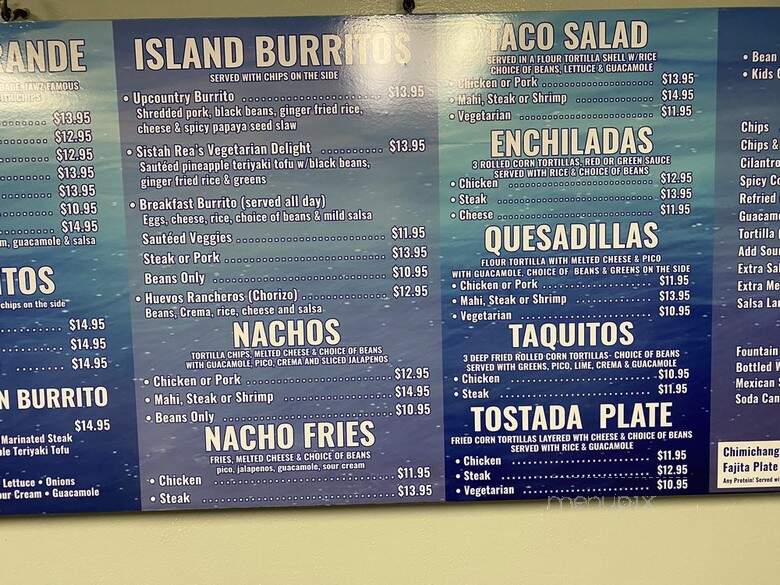 ANDE
FAMOUS
$13.95
$12.95
$12.95
$13.95
$13.95
$10.95
$14.95
m, guacamole & salsa
TOS
chips on the side"
$14.95
$14.95
$14.95
N BURRITO
$14.95
Marinated Steak
le Teriyaki Tofu
Lettuce • Onions
ur Cream • Guacamole
ISLAND BURRITOS
SERVED WITH CHIPS ON THE SIDE
• Upcountry Burrito $13.95
Shredded pork, black beans, ginger fried rice,
cheese & spicy papaya seed slaw
• Sistah Rea's Vegetarian Delight $13.95
Sautéed pineapple teriyaki tofu w/black beans,
ginger fried rice & greens
• Breakfast Burrito (served all day)
Eggs, cheese, rice, choice of beans & mild salsa
Sautéed Veggies $11.95
Steak or Pork $13.95
Beans Only $10.95
• Huevos Rancheros (Chorizo) $12.95
Beans, Crema, rice, cheese and salsa
NACHOS
TORTILLA CHIPS, MELTED CHEESE & CHOICE OF BEANS
WITH GUACAMOLE, PICO, CREMA AND SLICED JALAPENOS
• Chicken or Pork $12.95
• Mahi, Steak or Shrimp $14.95
• Beans Only $10.95
NACHO FRIES
FRIES, MELTED CHEESE & CHOICE OF BEANS
pico, jalapenos, guacamole, sour cream
• Chicken $11.95
• Steak $13.95
TACO SALAD
SERVED IN A FLOUR TORTILLA SHELL W/RICE
CHOICE OF BEANS, LETTUCE & GUACAMOLE
• Chicken or Pork $13.95
• Mahi, Steak or Shrimp $14.95
• Vegetarian $11.95
ENCHILADAS
3 ROLLED CORN TORTILLAS, RED OR GREEN SAUCE
SERVED WITH RICE & CHOICE OF BEANS
• Chicken $12.95
• Steak $13.95
• Cheese $11.95
QUESADILLAS
FLOUR TORTILLA WITH MELTED CHEESE & PICO
WITH GUACAMOLE, CHOICE OF BEANS & GREENS ON THE SIDE
• Chicken or Pork $11.95
• Mahi, Steak or Shrimp $13.95
• Vegetarian $10.95
TAQUITOS
3 DEEP FRIED ROLLED CORN TORTILLAS- CHOICE OF BEANS
SERVED WITH GREENS, PICO, LIME, CREMA & GUACAMOLE
• Chicken $10.95
• Steak $11.95
TOSTADA PLATE
FRIED CORN TORTILLAS LAYERED WTH CHEESE & CHOICE OF BEANS
SERVED WITH RICE & GUACAMOLE
• Chicken $11.95
• Steak $12.95
• Vegetarian $10.95
• Bean
• Kids
Chips
Chips &
Cilantro
Spicy Co
Refried
Guacam
Tortilla
Add Sou
Extra Sa
Extra Me
Salsa Lar
Fountain
Bottled W
Mexican
Soda Can
Chimichang
Fajita Plate
Any Protein! Served wi
menupix